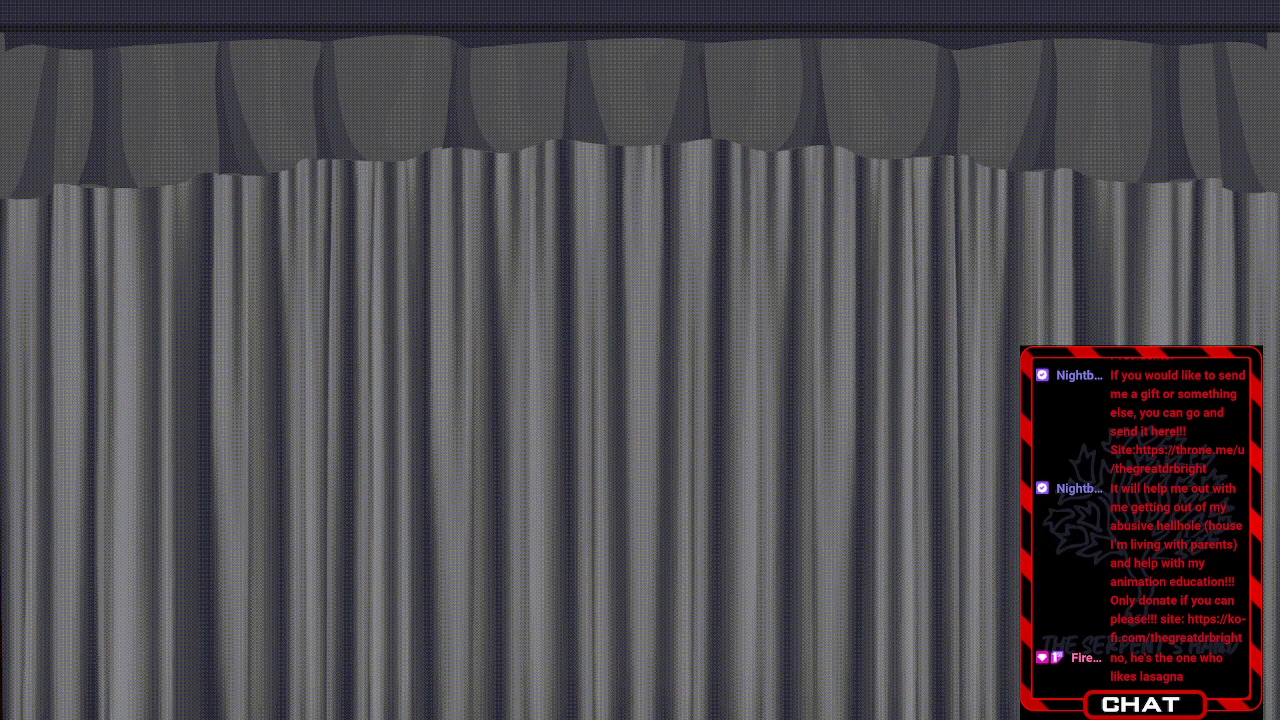 Nightb... If you would like to send
me a gift or something
else, you can go and
send it here!!!
Site:https://throne.me/u
/thegreatdrbright
Nightb... It will help me out with
me getting out of my
abusive hellhole (house
I'm living with parents)
and help with my
animation education!!!
Only donate if you can
please!!! site: https://ko-
fi.com/thegreatdrbright
THE SERPENT'S HAND
Fire... no, he's the one who
likes lasagna
CHAT